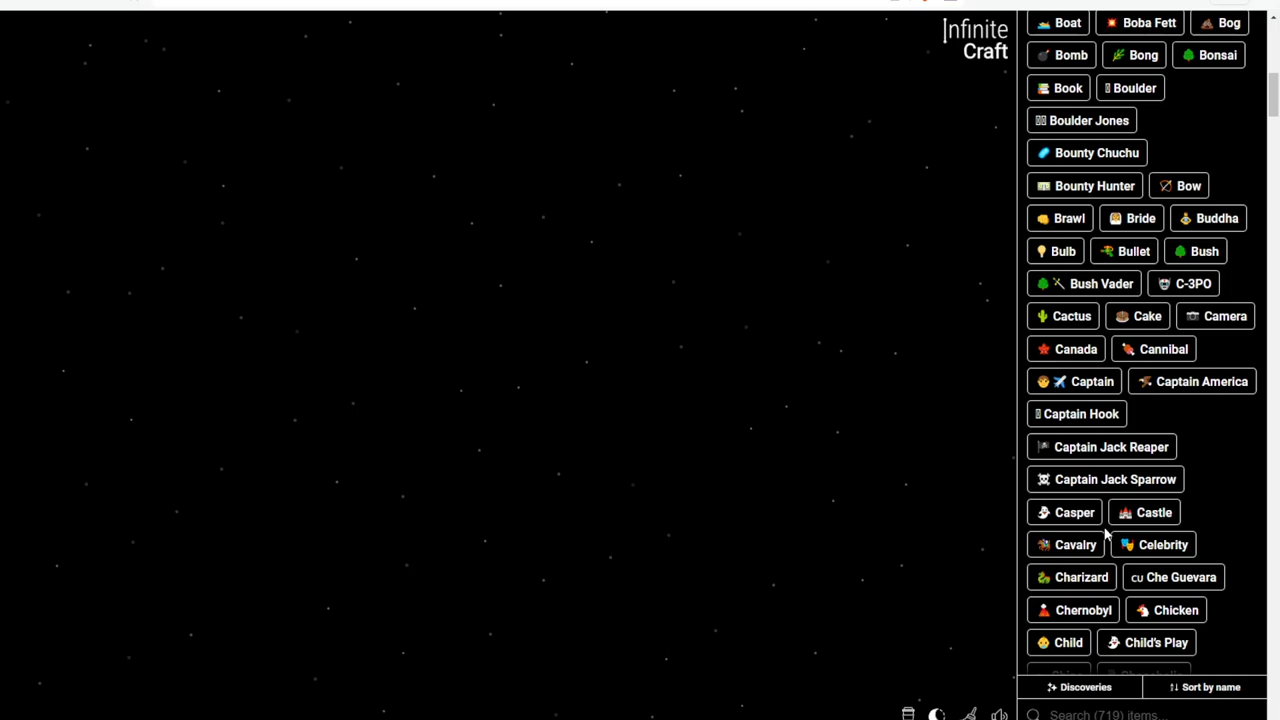 Infinite
Craft
Boat Boba Fett Bog
Bomb Bong Bonsai
Book Boulder
Boulder Jones
Bounty Chuchu
Bounty Hunter Bow
Brawl Bride Buddha
Bulb Bullet Bush
Bush Vader C-3PO
Cactus Cake Camera
Canada Cannibal
Captain Captain America
Captain Hook
Captain Jack Reaper
Captain Jack Sparrow
Casper Castle
Cavalry Celebrity
Charizard CU Che Guevara
Chernobyl Chicken
Child Child's Play
Discoveries Sort by name
Search (719) items...